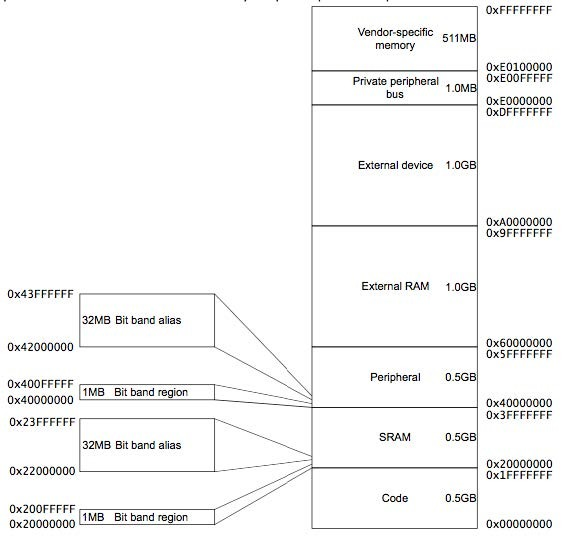 0xFFFFFFFF
Vendor-specific
memory
511MB
0xE0100000
0xE00FFFFF
Private peripheral
bus
1.0MB
0xE0000000
0xDFFFFFFF
External device 1.0GB
0xA0000000
0x9FFFFFFF
External RAM 1.0GB
0x60000000
0x5FFFFFFF
Peripheral 0.5GB
0x40000000
0x3FFFFFFF
SRAM 0.5GB
0x20000000
0x1FFFFFFF
Code 0.5GB
0x00000000
0x43FFFFFF
32MB Bit band alias
0x42000000
0x400FFFFF
1MB Bit band region
0x40000000
0x23FFFFFF
32MB Bit band alias
0x22000000
0x200FFFFF
1MB Bit band region
0x20000000